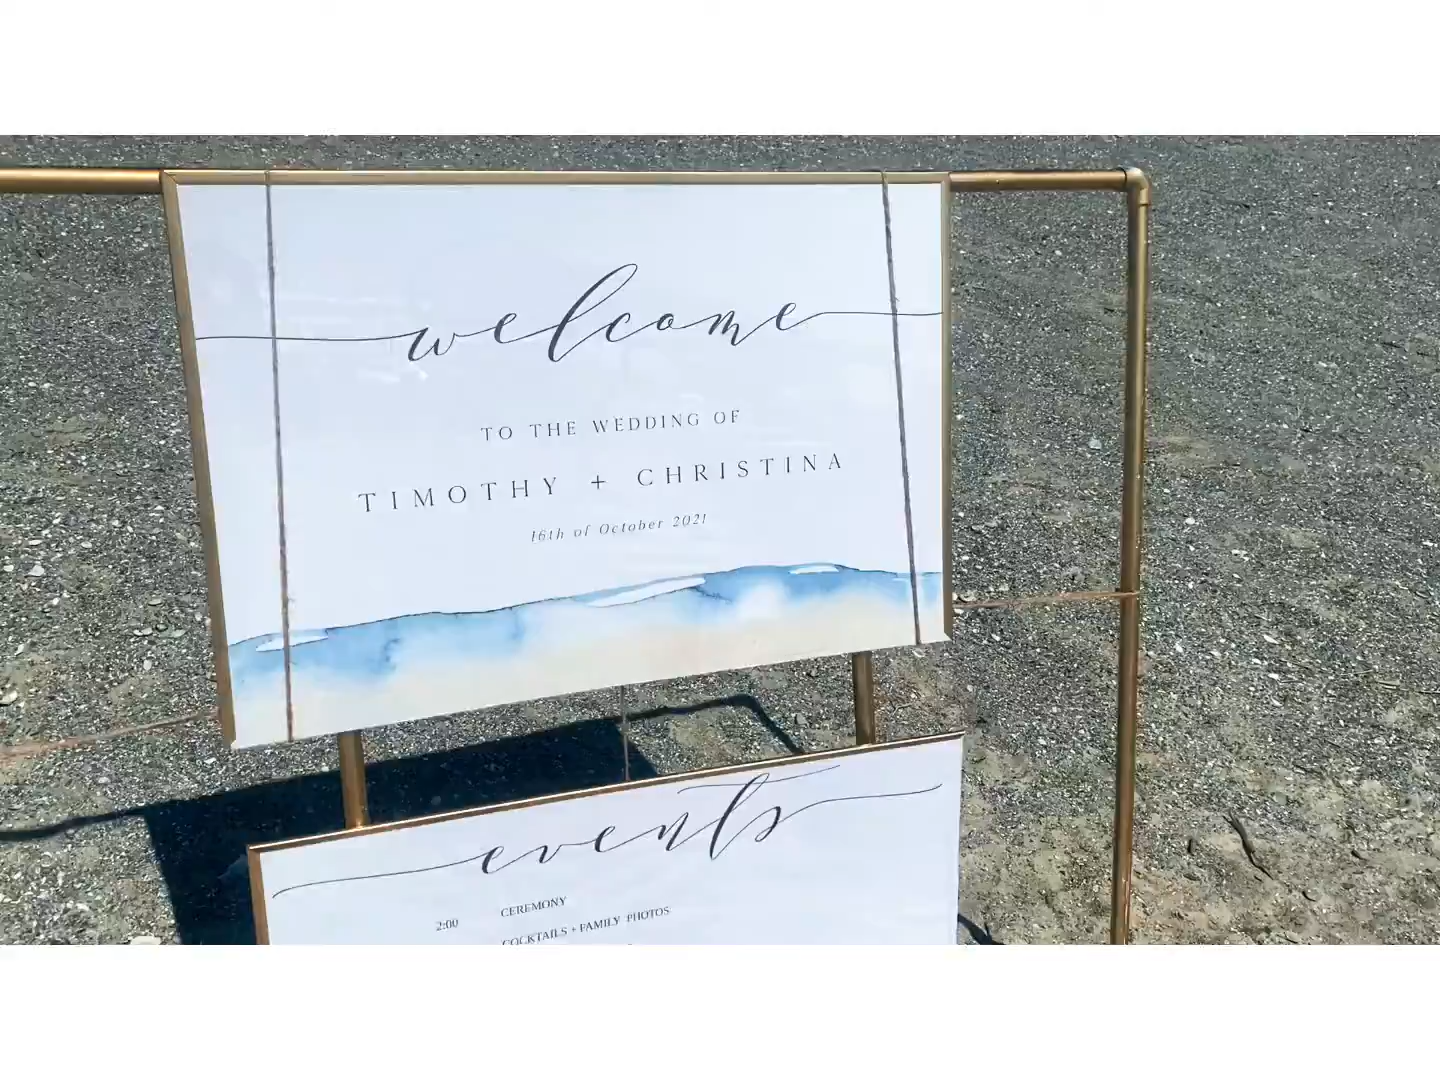 welcome
TO THE WEDDING OF
TIMOTHY + CHRISTINA
16th of October 2021
events
2:00 CEREMONY
COCKTAILS + FAMILY PHOTOS